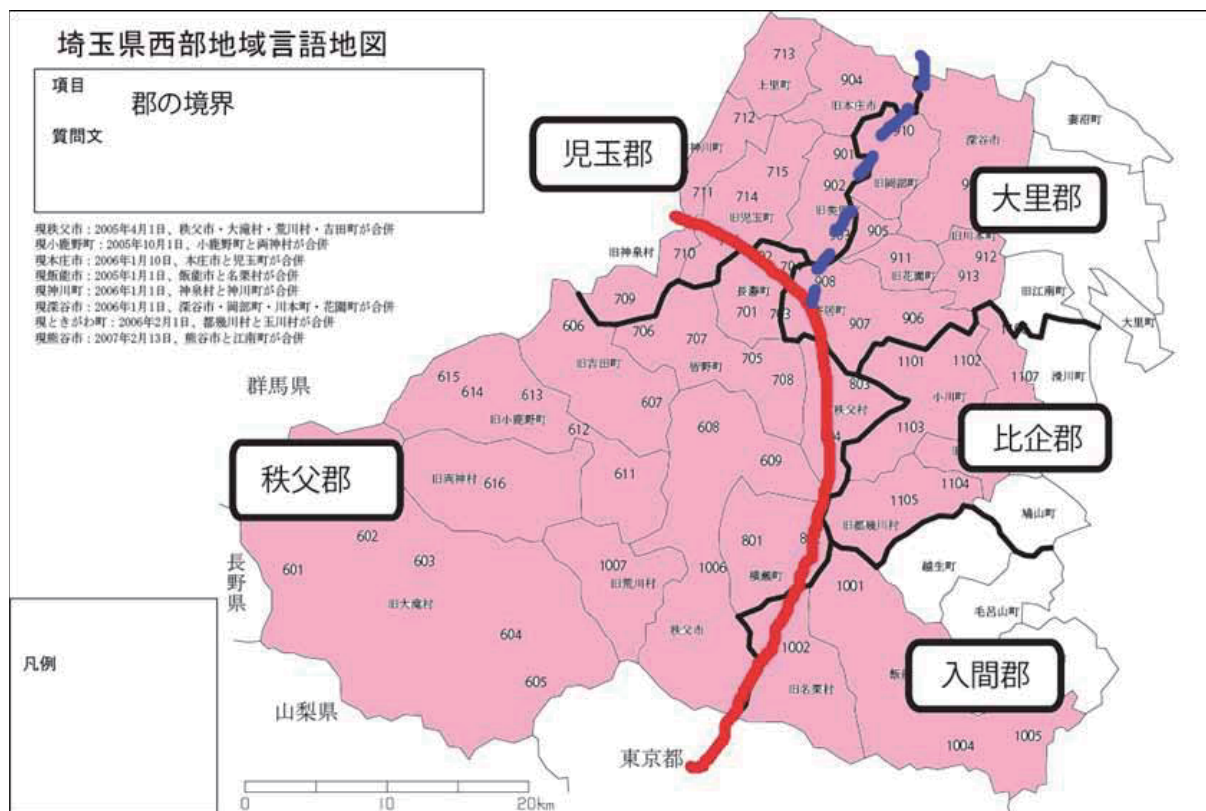 埼玉県西部地域言語地図
項目
郡の境界
質問文
現秩父市：2005年4月1日、秩父市・大滝村・荒川村・吉田町が合併
現小鹿野町：2005年10月1日、小鹿野町と両神村が合併
現本庄市：2006年1月10日、本庄市と児玉町が合併
現飯能市：2005年1月1日、飯能市と名栗村が合併
現神川町：2006年1月1日、神泉村と神川町が合併
現深谷市：2006年1月1日、深谷市・岡部町・川本町・花園町が合併
現ときがわ町：2006年2月1日、都幾川村と玉川村が合併
現熊谷市：2007年2月13日、熊谷市と江南町が合併
713
上里町
904
旧本庄市
712
神川町
児玉郡
910
深谷市
妻沼町
901
715
902
旧岡部町
大里郡
711
714
旧児玉町
905
旧川本町
旧神泉村
710
911
912
旧花園町
913
908
709
長瀞町
旧江南町
大里町
701
703
606
706
907
906
707
705
旧吉田町
皆野町
1101
1102
群馬県
615
614
613
708
803
1107
滑川町
607
秩父村
小川町
旧小鹿野町
612
608
1103
比企郡
秩父郡
609
611
旧両神村
616
1104
1105
鳩山町
旧都幾川村
602
801
601
603
1007
1006
越生町
長野県
旧荒川村
横瀬町
1001
旧大滝村
毛呂山町
604
秩父市
1002
入間郡
凡例
605
旧名栗村
山梨県
東京都
1004
1005
0
10
20km